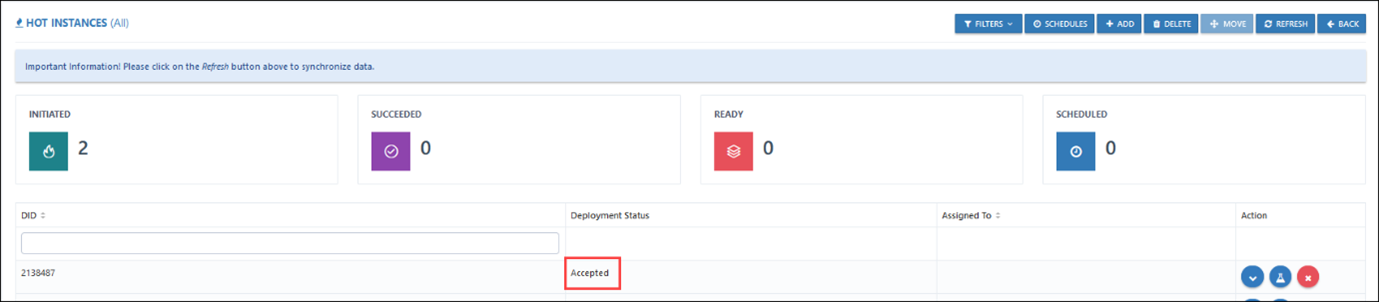 HOT INSTANCES (All)
FILTERS SCHEDULES ADD DELETE MOVE REFRESH BACK
Important Information! Please click on the Refresh button above to synchronize data.
INITIATED SUCCEEDED READY SCHEDULED
2 0 0 0
DID Deployment Status Assigned To Action
2138487 Accepted